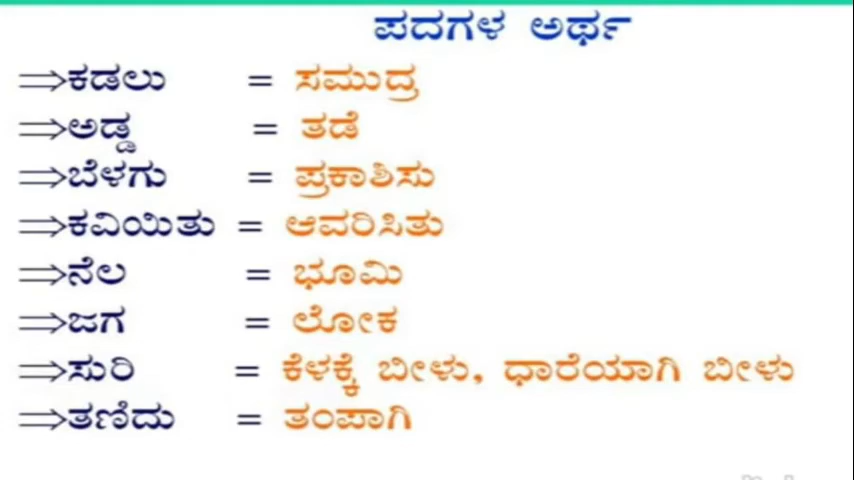 ಪದಗಳ ಅರ್ಥ
⇒ಕಡಲು = ಸಮುದ್ರ
⇒ಅಡ್ಡ = ತಡೆ
⇒ಬೆಳಗು = ಪ್ರಕಾಶಿಸು
⇒ಕವಿಯಿತು = ಆವರಿಸಿತು
⇒ನೆಲ = ಭೂಮಿ
⇒ಜಗ = ಲೋಕ
⇒ಸುರಿ = ಕೆಳಕ್ಕೆ ಬೀಳು, ಧಾರೆಯಾಗಿ ಬೀಳು
⇒ತಣಿದು = ತಂಪಾಗಿ